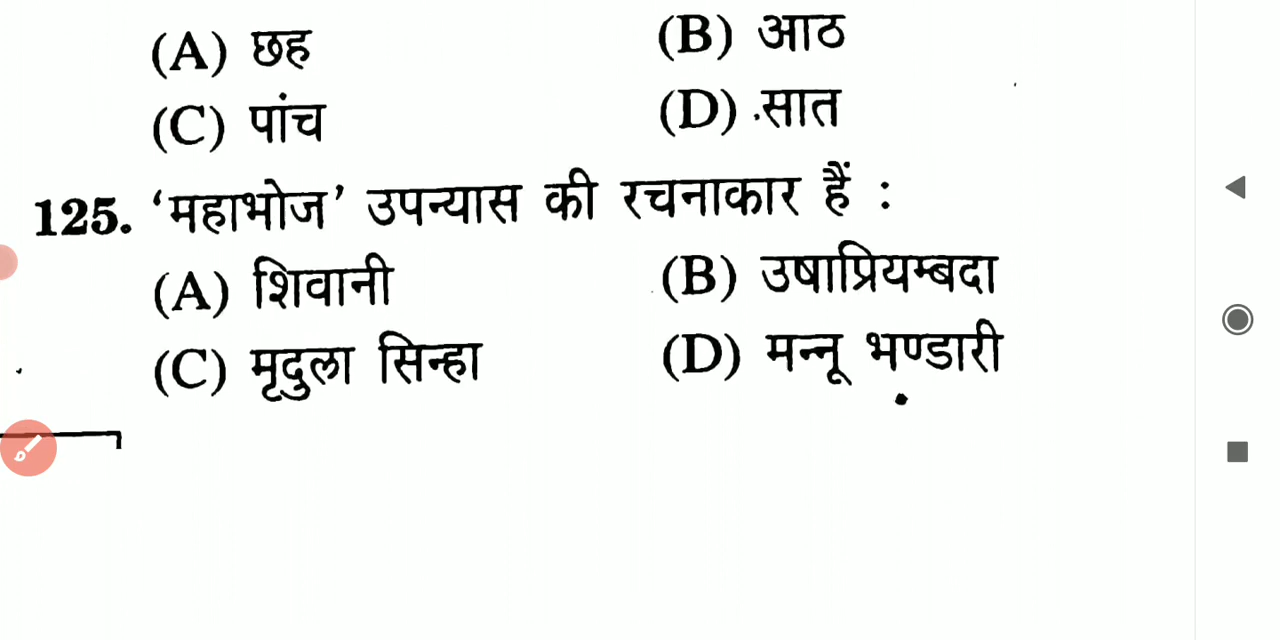 (A) छह (B) आठ
(C) पांच (D) सात
125. ‘महाभोज’ उपन्यास की रचनाकार हैं :
(A) शिवानी (B) उषाप्रियम्बदा
(C) मृदुला सिन्हा (D) मन्नू भण्डारी